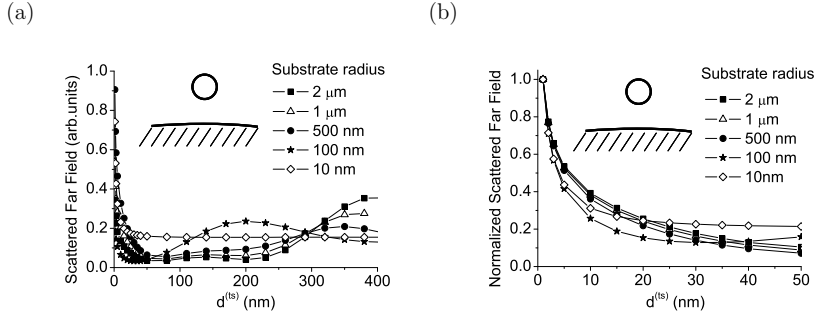 (a)
(b)
Scattered Far Field (arb.units)
1.0
0.8
0.6
0.4
0.2
0.0
0
100
200
300
400
d(ts) (nm)
Substrate radius
2 μm
1 μm
500 nm
100 nm
10 nm
Normalized Scattered Far Field
1.0
0.8
0.6
0.4
0.2
0.0
0
10
20
30
40
50
d(ts) (nm)
Substrate radius
2 μm
1 μm
500 nm
100 nm
10nm